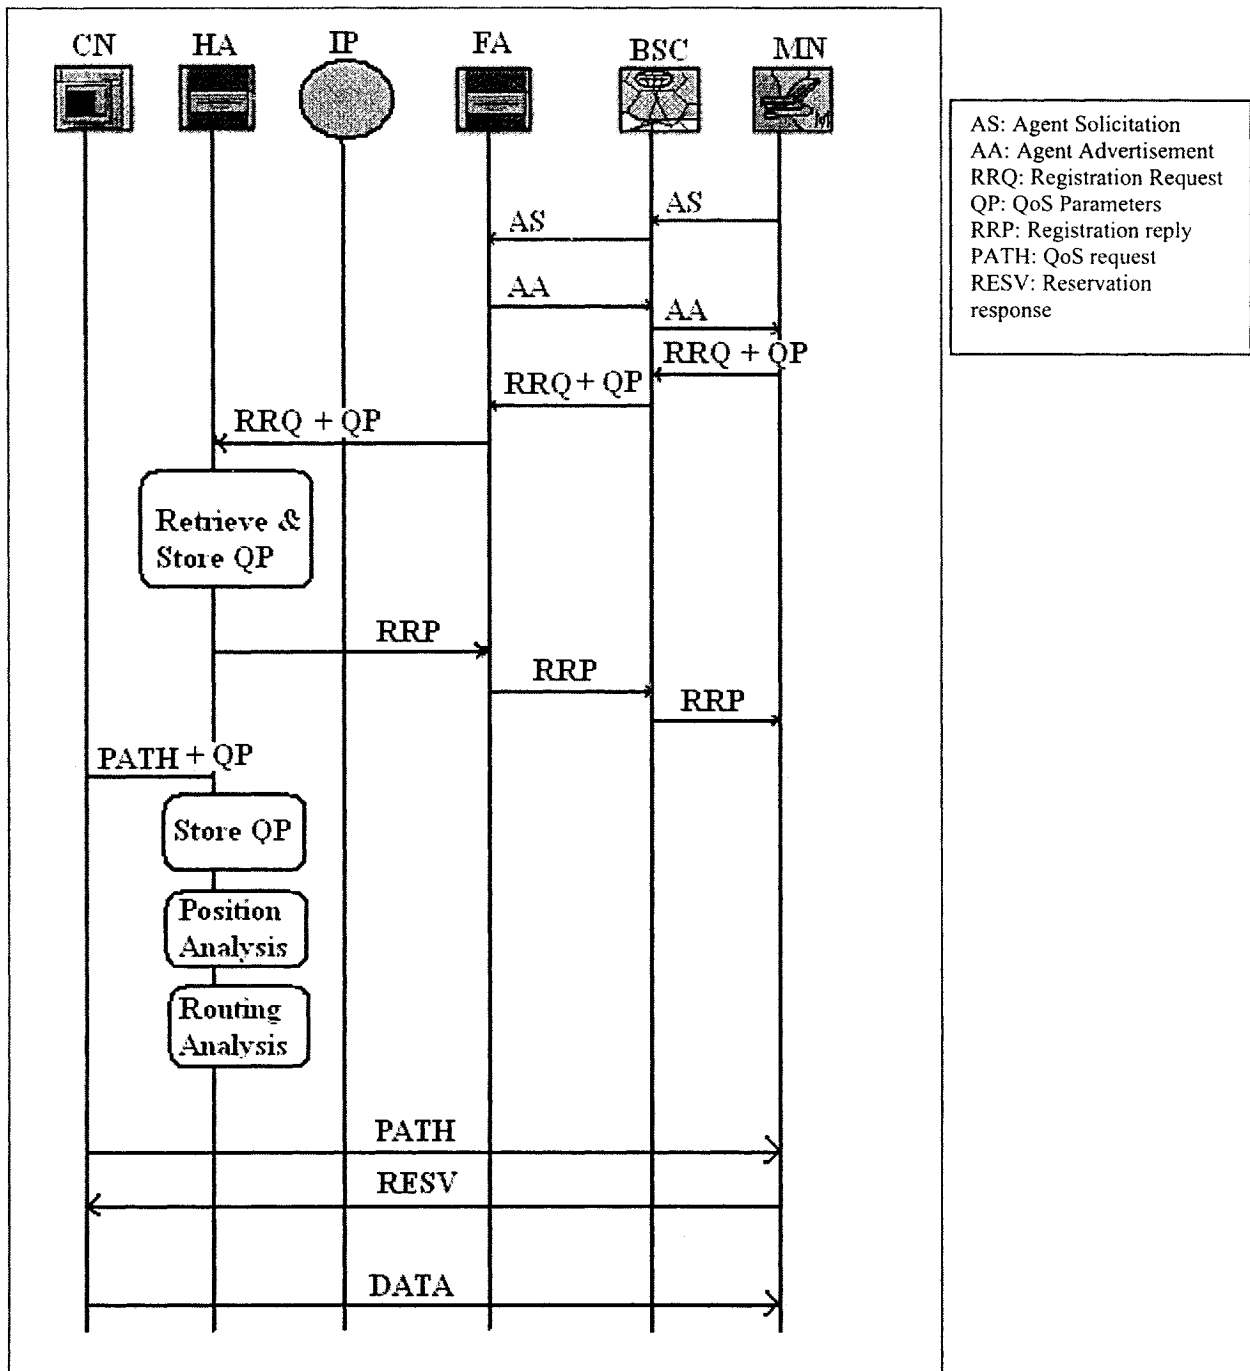 CN HA IP FA BSC MN
AS: Agent Solicitation
AA: Agent Advertisement
RRQ: Registration Request
QP: QoS Parameters
RRP: Registration reply
PATH: QoS request
RESV: Reservation
response
AS
AS
AA
AA
RRQ + QP
RRQ + QP
RRQ + QP
Retrieve &
Store QP
RRP
RRP
RRP
PATH + QP
Store QP
Position
Analysis
Routing
Analysis
PATH
RESV
DATA